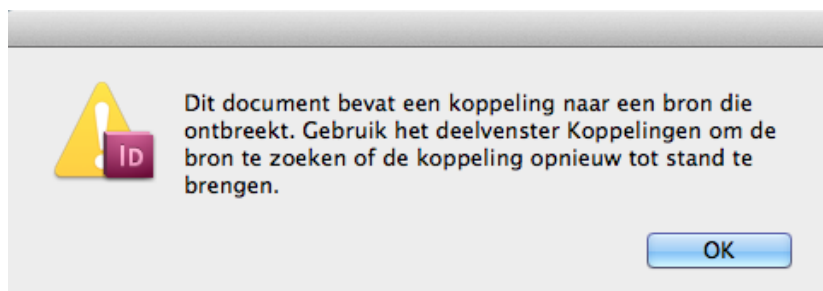 Dit document bevat een koppeling naar een bron die
ontbreekt. Gebruik het deelvenster Koppelingen om de
bron te zoeken of de koppeling opnieuw tot stand te
brengen.
ID
OK